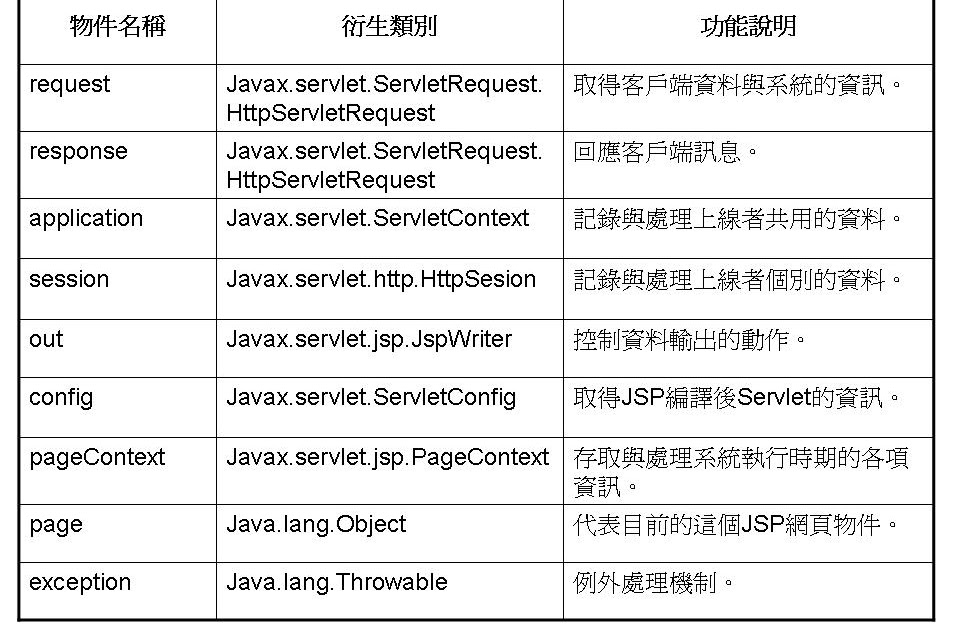 物件名稱 衍生類別 功能說明
request Javax.servlet.ServletRequest. 取得客戶端資料與系統的資訊。
HttpServletRequest
response Javax.servlet.ServletRequest. 回應客戶端訊息。
HttpServletRequest
application Javax.servlet.ServletContext 記錄與處理上線者共用的資料。
session Javax.servlet.http.HttpSesion 記錄與處理上線者個別的資料。
out Javax.servlet.jsp.JspWriter 控制資料輸出的動作。
config Javax.servlet.ServletConfig 取得JSP編譯後Servlet的資訊。
pageContext Javax.servlet.jsp.PageContext 存取與處理系統執行時期的各項
資訊。
page Java.lang.Object 代表目前的這個JSP網頁物件。
exception Java.lang.Throwable 例外處理機制。